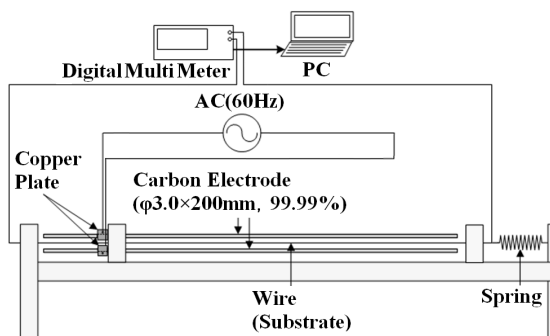 Digital Multi Meter
PC
AC(60Hz)
Copper
Plate
Carbon Electrode
(φ3.0×200mm, 99.99%)
Wire
(Substrate)
Spring